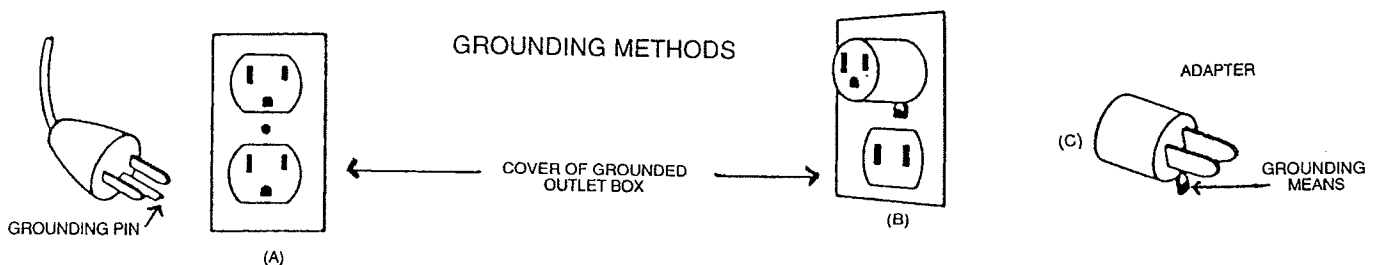 GROUNDING METHODS
ADAPTER
(C)
COVER OF GROUNDED
OUTLET BOX
GROUNDING
MEANS
GROUNDING PIN
(A)
(B)